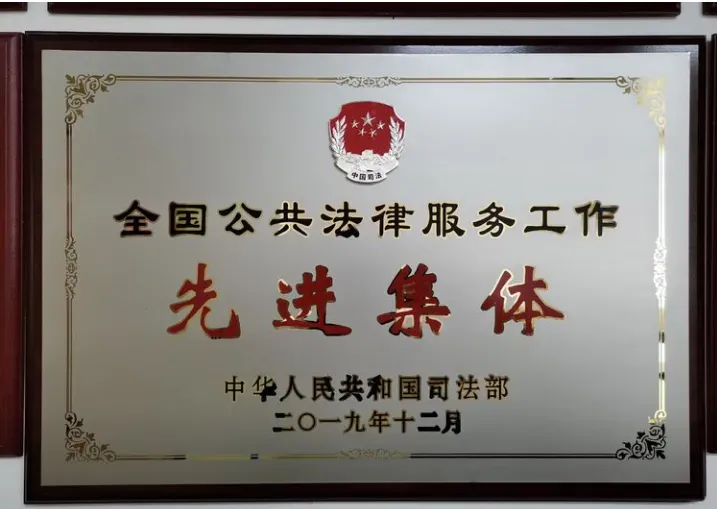 中国司法
全国公共法律服务工作
先进集体
中华人民共和国司法部
二〇一九年十二月